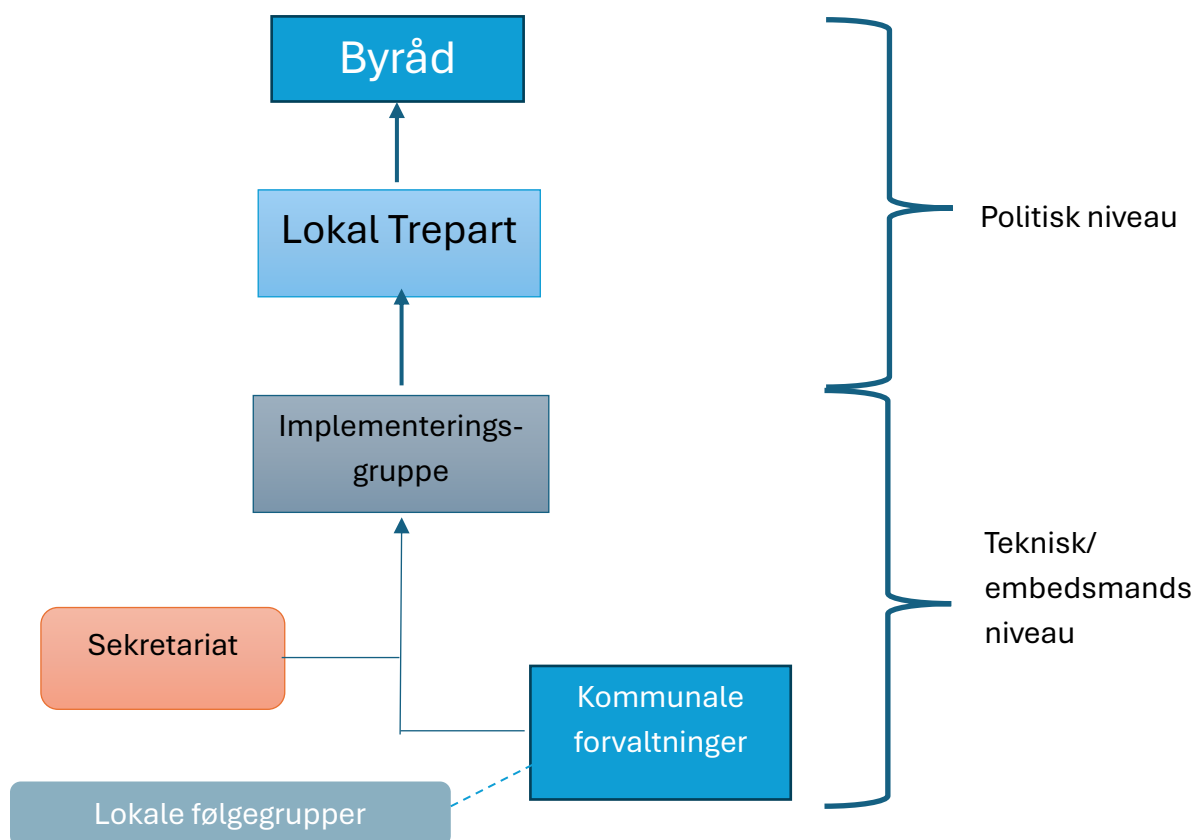 Byråd
Lokal Trepart
Politisk niveau
Implementerings-
gruppe
Teknisk/
embedsmands
niveau
Sekretariat
Kommunale
forvaltninger
Lokale følgegrupper